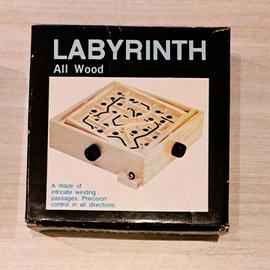 LABYRINTH
All Wood
A maze of
intricate winding
passages. Precision
control in all directions.